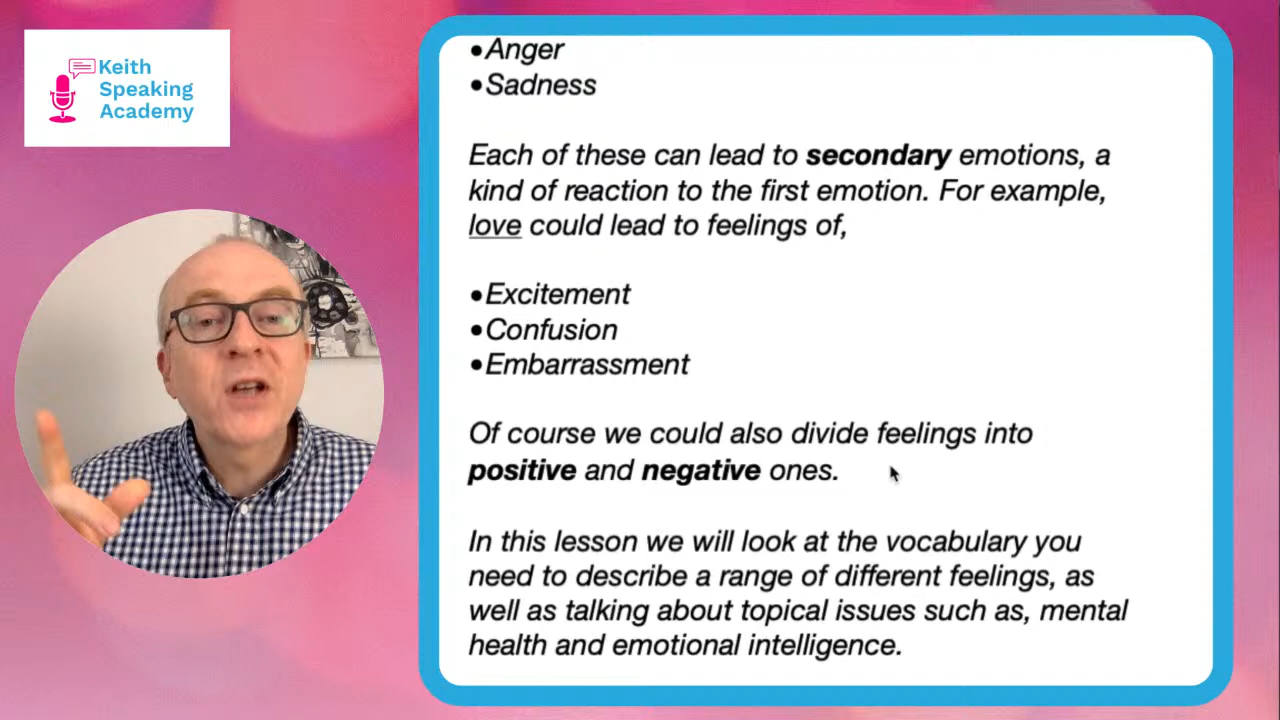 Keith
Speaking
Academy
•Anger
•Sadness
Each of these can lead to secondary emotions, a
kind of reaction to the first emotion. For example,
love could lead to feelings of,
•Excitement
•Confusion
•Embarrassment
Of course we could also divide feelings into
positive and negative ones.
In this lesson we will look at the vocabulary you
need to describe a range of different feelings, as
well as talking about topical issues such as, mental
health and emotional intelligence.